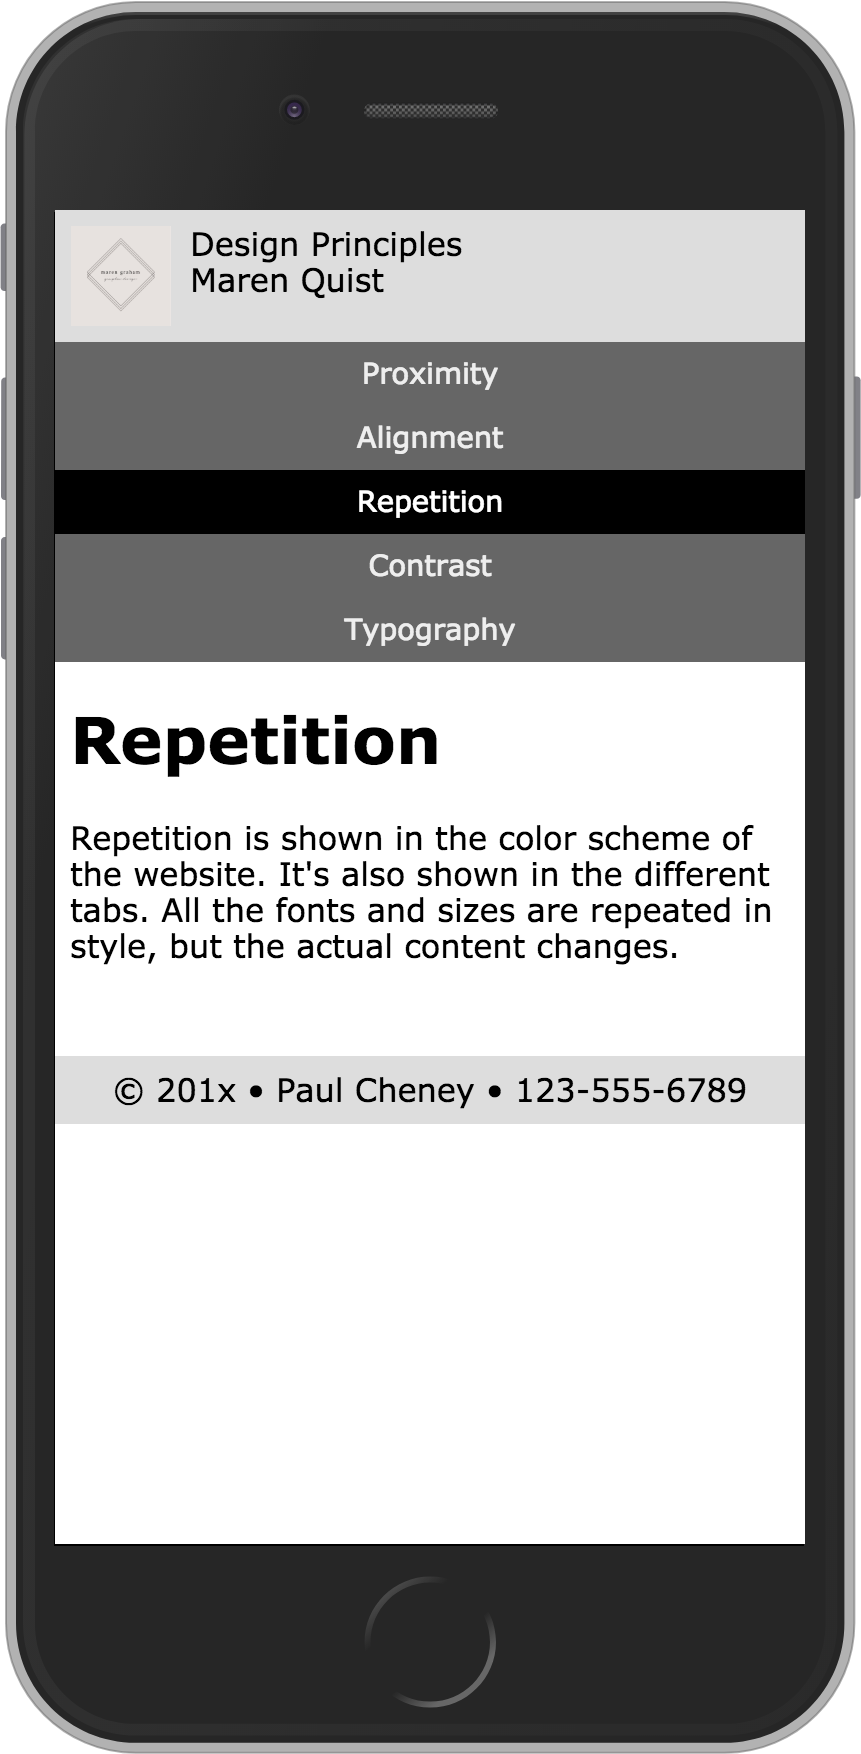 maren graham
graphic design
Design Principles
Maren Quist
Proximity
Alignment
Repetition
Contrast
Typography
Repetition
Repetition is shown in the color scheme of
the website. It's also shown in the different
tabs. All the fonts and sizes are repeated in
style, but the actual content changes.
© 201x • Paul Cheney • 123-555-6789